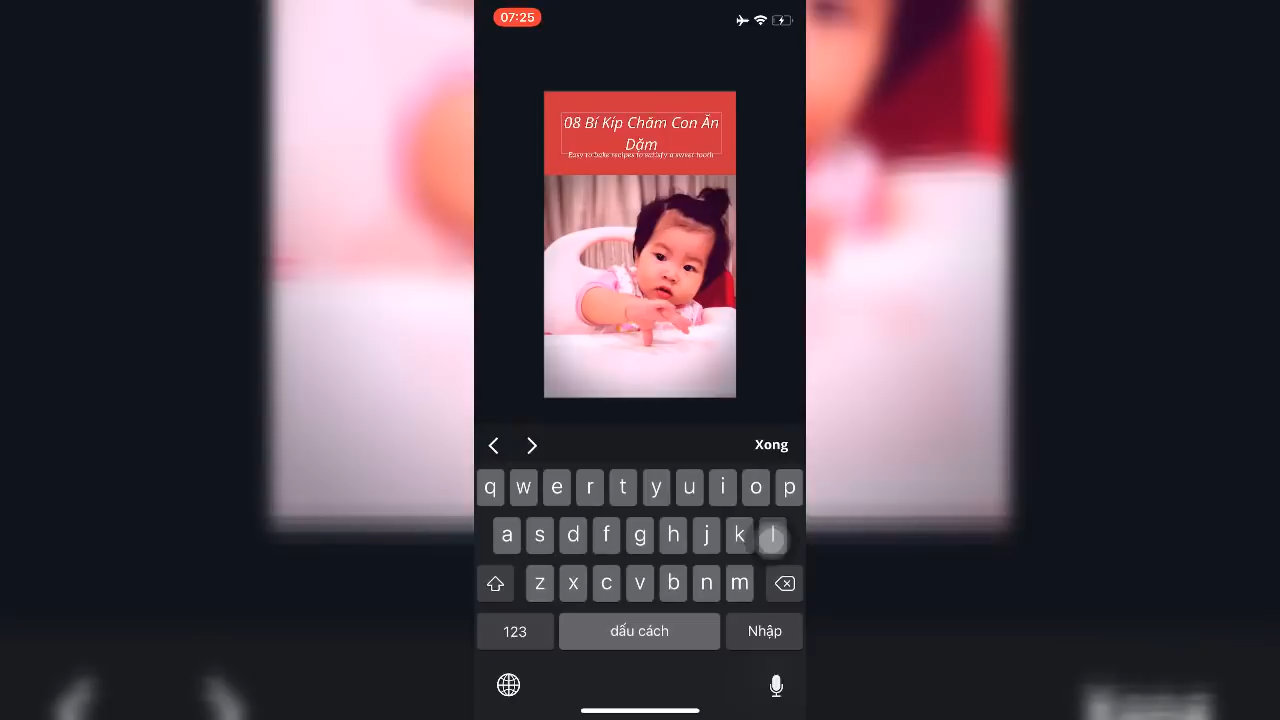 07:25
08 Bí Kíp Chăm Con Ăn
Dặm
Easy to bake recipes to satisfy a sweet tooth
Xong
q w e r t y u i o p
a s d f g h j k l
z x c v b n m
123 dấu cách Nhập